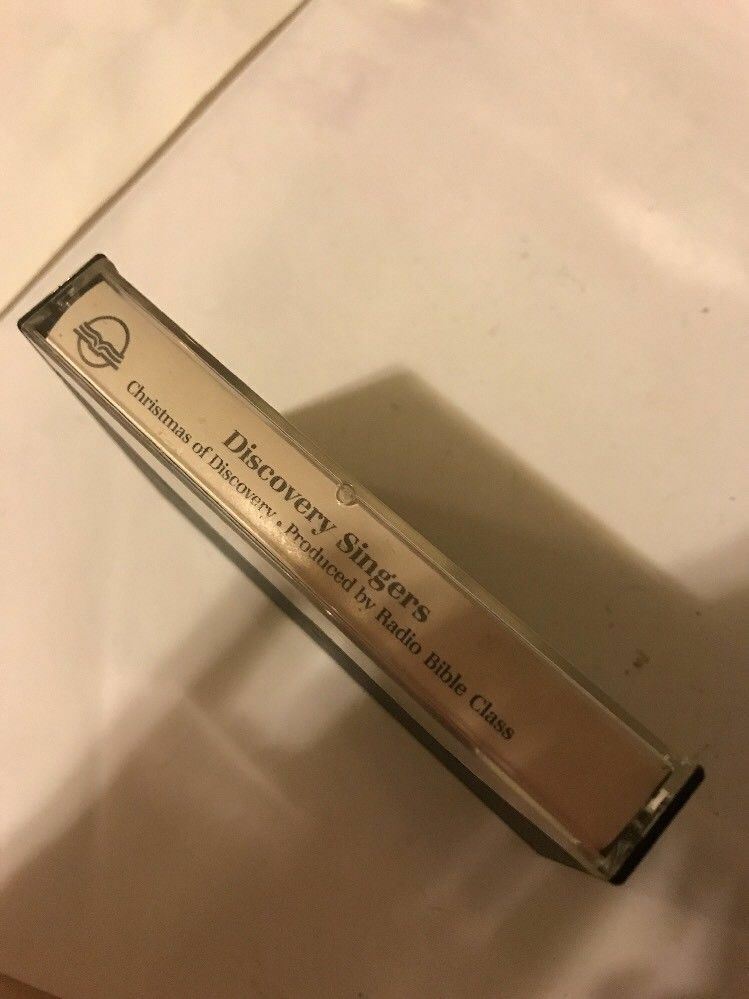 Discovery Singers
Christmas of Discovery • Produced by Radio Bible Class